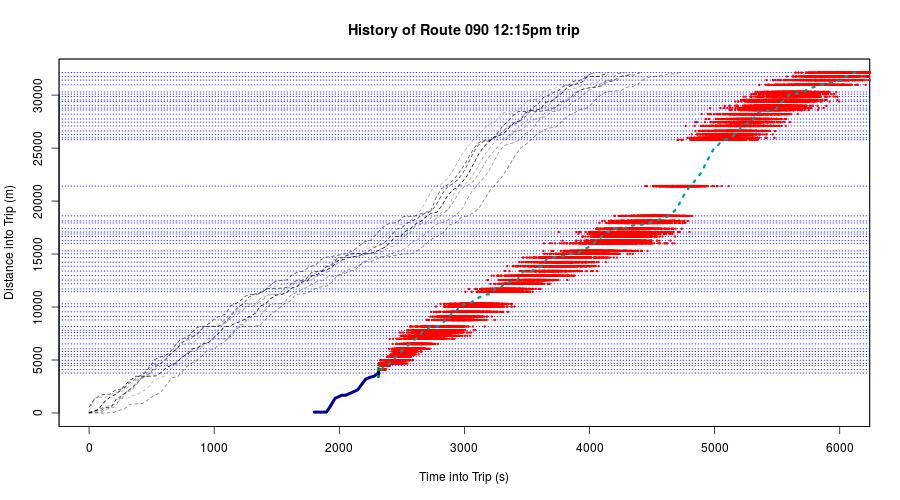 History of Route 090 12:15pm trip
Distance into Trip (m)
30000
25000
20000
15000
10000
5000
0
0 1000 2000 3000 4000 5000 6000
Time into Trip (s)